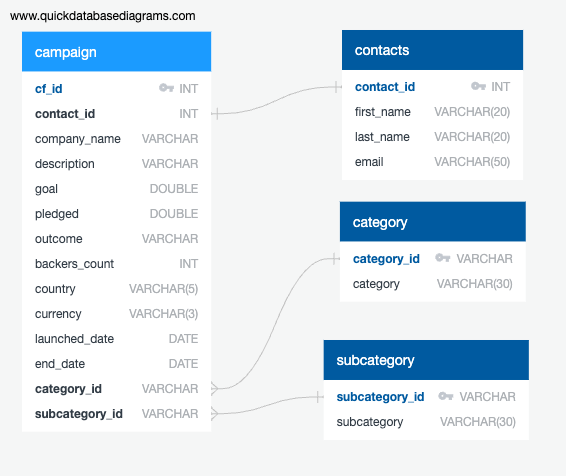 www.quickdatabasediagrams.com
campaign
cf_id INT
contact_id INT
company_name VARCHAR
description VARCHAR
goal DOUBLE
pledged DOUBLE
outcome VARCHAR
backers_count INT
country VARCHAR(5)
currency VARCHAR(3)
launched_date DATE
end_date DATE
category_id VARCHAR
subcategory_id VARCHAR
contacts
contact_id INT
first_name VARCHAR(20)
last_name VARCHAR(20)
email VARCHAR(50)
category
category_id VARCHAR
category VARCHAR(30)
subcategory
subcategory_id VARCHAR
subcategory VARCHAR(30)